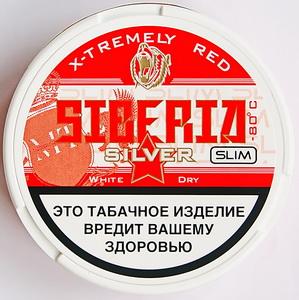 X-TREMELY RED
SIBERIA
-80°C
SILVER
SLIM
WHITE DRY
ЭТО ТАБАЧНОЕ ИЗДЕЛИЕ
ВРЕДИТ ВАШЕМУ
ЗДОРОВЬЮ